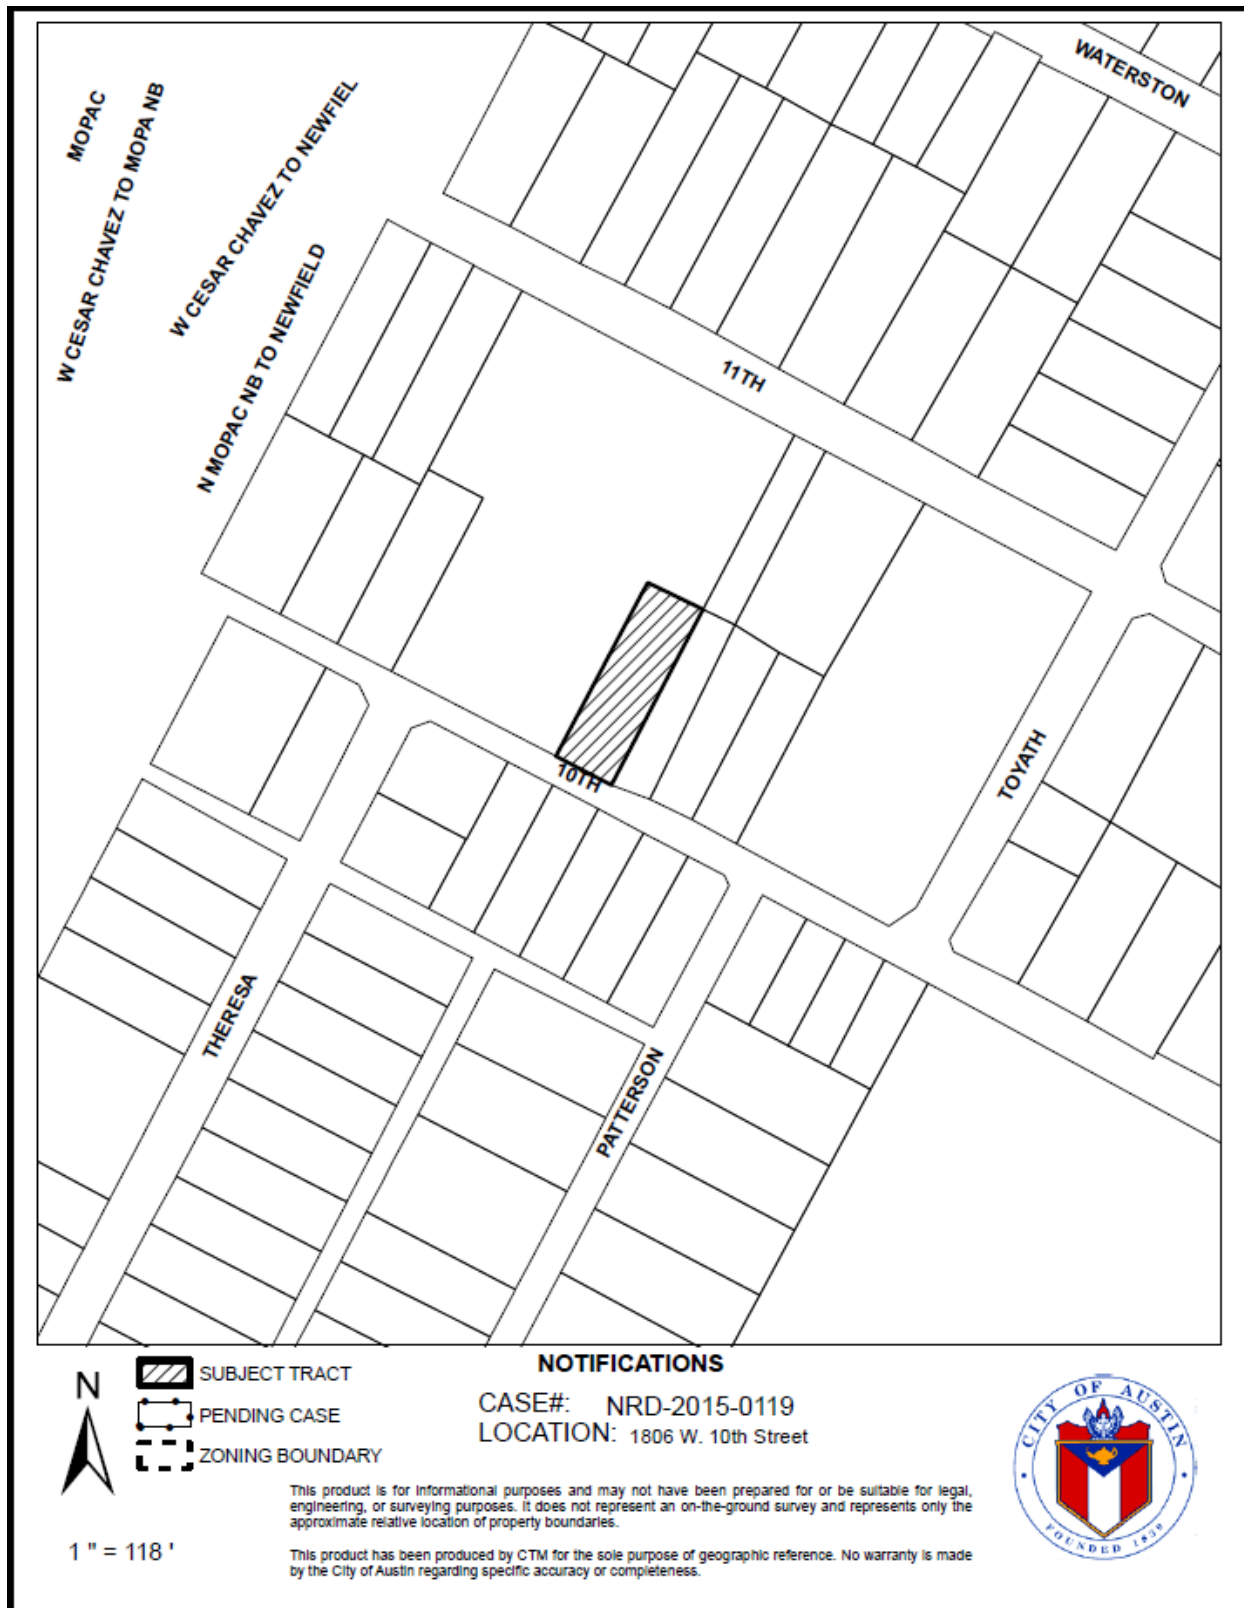 WATERSTON
MOPAC
W CESAR CHAVEZ TO MOPA NB
W CESAR CHAVEZ TO NEWFIEL
N MOPAC NB TO NEWFIELD
11TH
10TH
TOYATH
THERESA
PATTERSON
N
SUBJECT TRACT
PENDING CASE
ZONING BOUNDARY
1 " = 118 '
NOTIFICATIONS
CASE#: NRD-2015-0119
LOCATION: 1806 W. 10th Street
This product is for informational purposes and may not have been prepared for or be suitable for legal,
engineering, or surveying purposes. It does not represent an on-the-ground survey and represents only the
approximate relative location of property boundaries.
This product has been produced by CTM for the sole purpose of geographic reference. No warranty is made
by the City of Austin regarding specific accuracy or completeness.
CITY OF AUSTIN
FOUNDED 1839